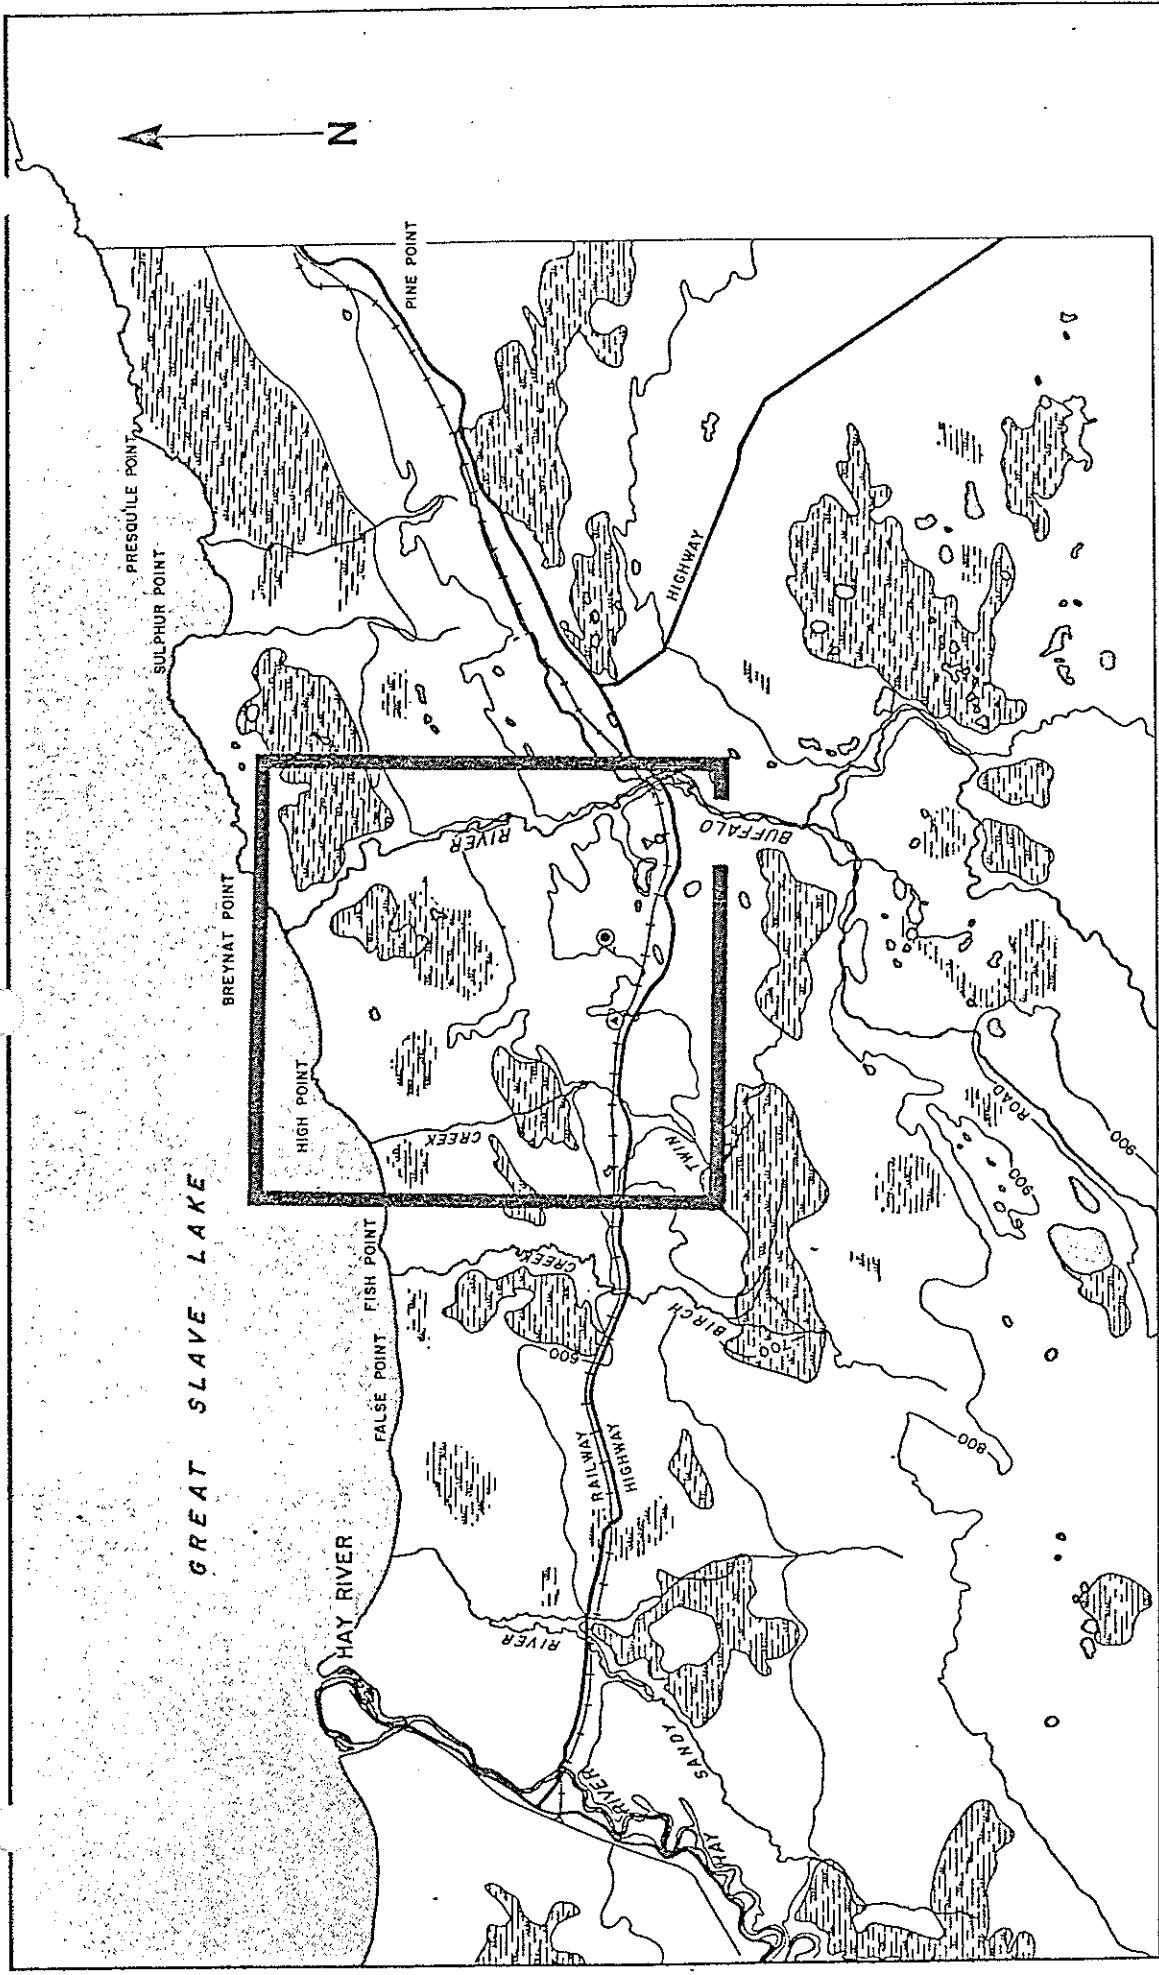 N
PINE POINT
PRESQU'ILE POINT
SULPHUR POINT
HIGHWAY
BREYNAT POINT
RIVER
BUFFALO
HIGH POINT
CREEK
TWIN
ROAD
900
900
GREAT SLAVE LAKE
FISH POINT
CREEK
BIRCH
700
FALSE POINT
600
RAILWAY
HIGHWAY
800
HAY RIVER
RIVER
SANDY
RIVER
HAY